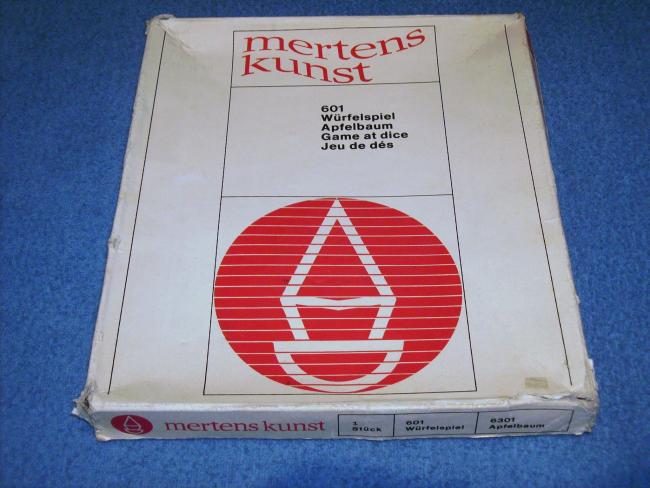 mertens
kunst
601
Würfelspiel
Apfelbaum
Game at dice
Jeu de dés
mertens kunst
1
Stück
601
Würfelspiel
6301
Apfelbaum